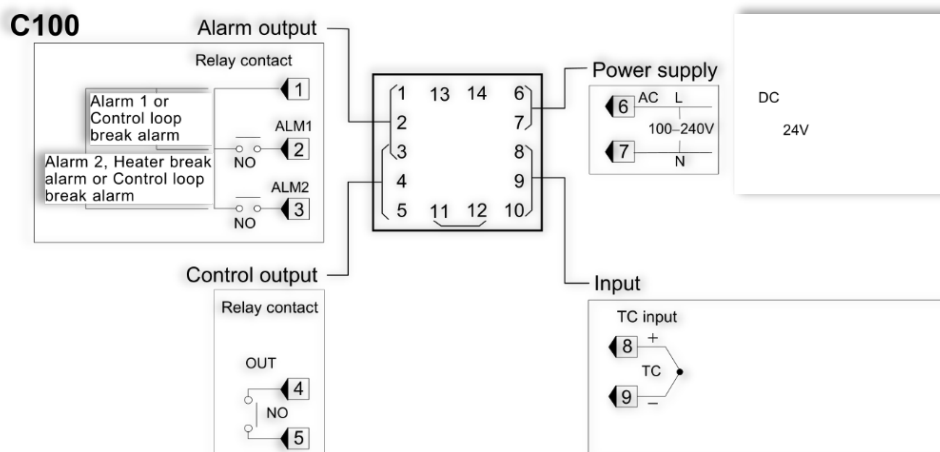 C100
Alarm output
Relay contact
1
Alarm 1 or
Control loop
break alarm
ALM1
2
NO
Alarm 2, Heater break
alarm or Control loop
break alarm
ALM2
3
NO
1 13 14 6
2 7
3 8
4 9
5 11 12 10
Power supply
6 AC L
100–240V
7 N
DC
24V
Control output
Relay contact
OUT
4
NO
5
Input
TC input
8 +
TC
9 –